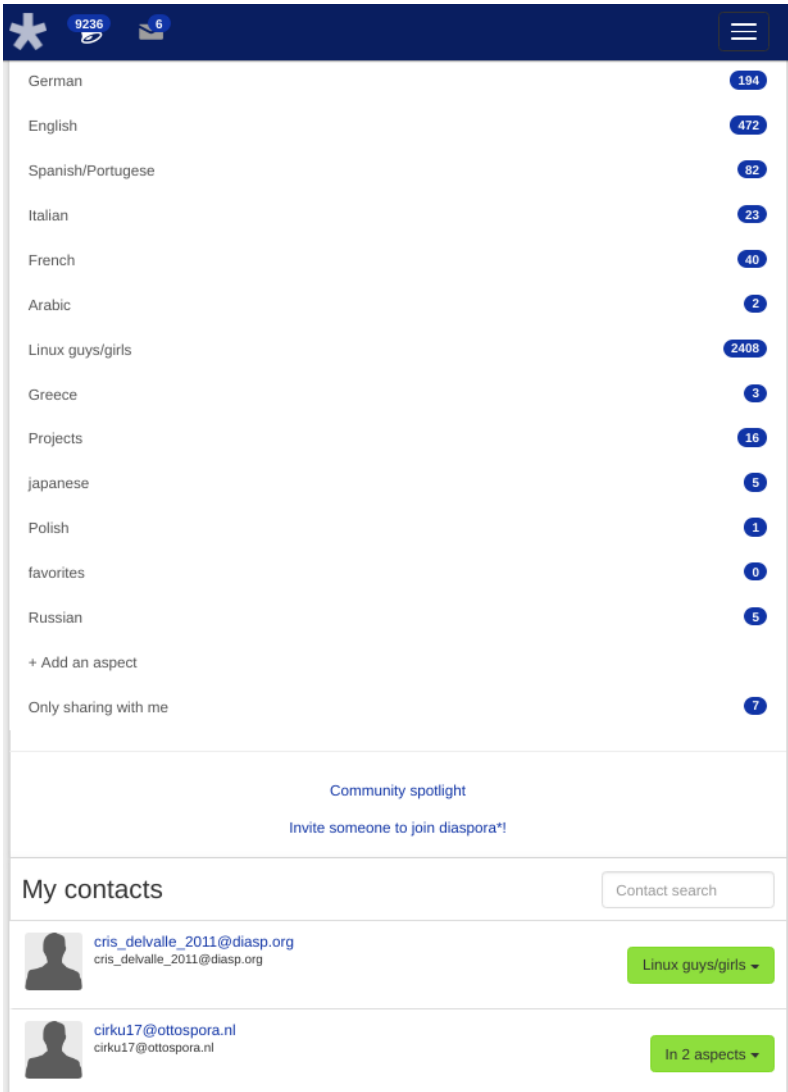 9236
6
German 194
English 472
Spanish/Portugese 82
Italian 23
French 40
Arabic 2
Linux guys/girls 2408
Greece 3
Projects 16
japanese 5
Polish 1
favorites 0
Russian 5
+ Add an aspect
Only sharing with me 7
Community spotlight
Invite someone to join diaspora*!
My contacts Contact search
cris_delvalle_2011@diasp.org
cris_delvalle_2011@diasp.org
Linux guys/girls
cirku17@ottospora.nl
cirku17@ottospora.nl
In 2 aspects